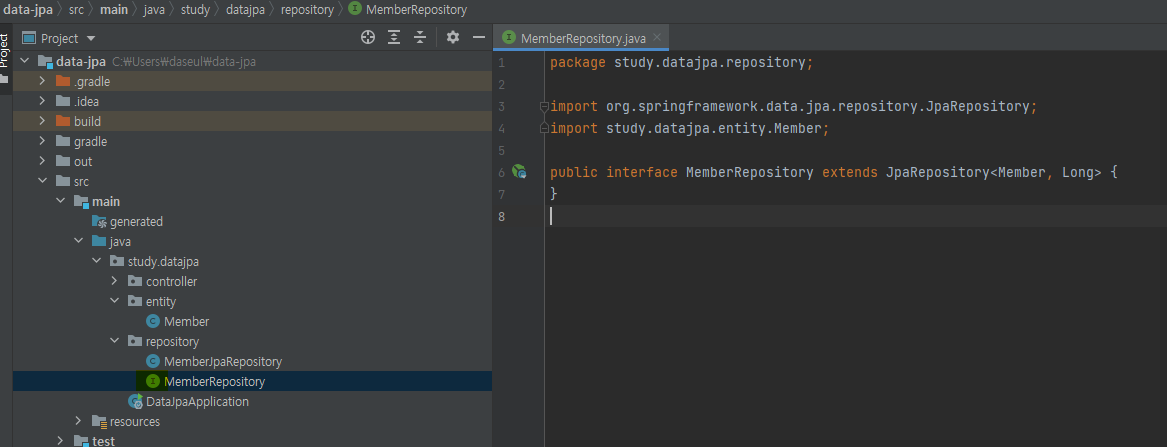 data-jpa > src > main > java > study > datajpa > repository > MemberRepository
Project
Project
data-jpa C:₩Users₩daseul₩data-jpa
.gradle
.idea
build
gradle
out
src
main
generated
java
study.datajpa
controller
entity
Member
repository
MemberJpaRepository
MemberRepository
DataJpaApplication
resources
test
MemberRepository.java
1 package study.datajpa.repository;
2
3 import org.springframework.data.jpa.repository.JpaRepository;
4 import study.datajpa.entity.Member;
5
6 public interface MemberRepository extends JpaRepository<Member, Long> {
7 }
8